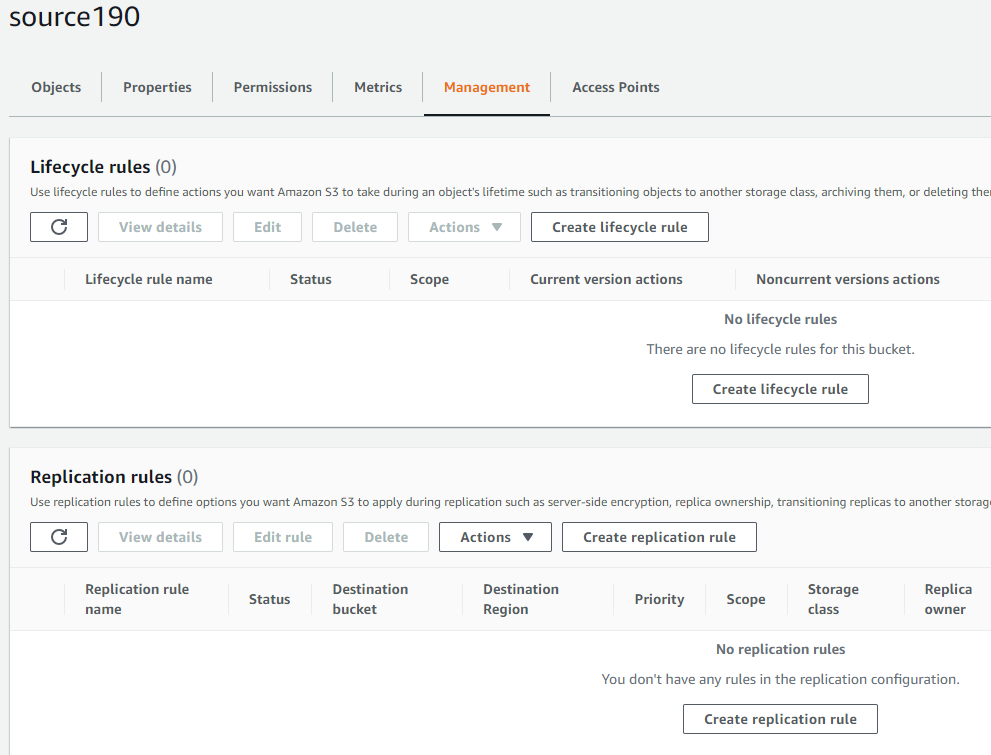 source190
Objects Properties Permissions Metrics Management Access Points
Lifecycle rules (0)
Use lifecycle rules to define actions you want Amazon S3 to take during an object's lifetime such as transitioning objects to another storage class, archiving them, or deleting
View details Edit Delete Actions Create lifecycle rule
Lifecycle rule name Status Scope Current version actions Noncurrent versions actions
No lifecycle rules
There are no lifecycle rules for this bucket.
Create lifecycle rule
Replication rules (0)
Use replication rules to define options you want Amazon S3 to apply during replication such as server-side encryption, replica ownership, transitioning replicas to another
View details Edit rule Delete Actions Create replication rule
Replication rule name Status Destination bucket Destination Region Priority Scope Storage class Replica owner
No replication rules
You don't have any rules in the replication configuration.
Create replication rule